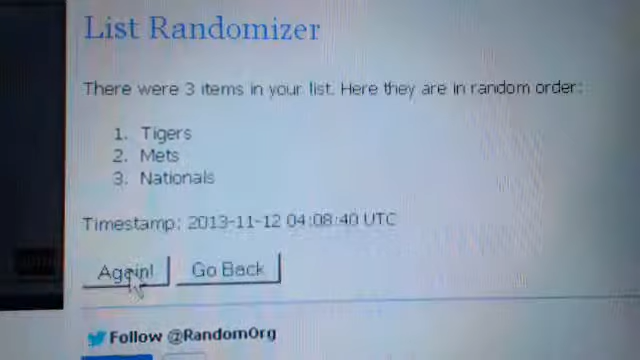 List Randomizer
There were 3 items in your list. Here they are in random order:
1. Tigers
2. Mets
3. Nationals
Timestamp: 2013-11-12 04:08:40 UTC
Again! Go Back
Follow @RandomOrg